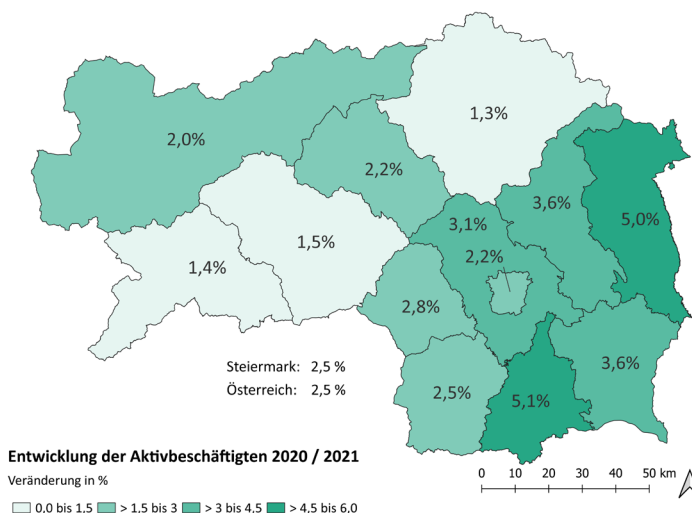 1,3%
2,0%
2,2%
3,6%
5,0%
3,1%
1,5%
2,2%
1,4%
2,8%
Steiermark: 2,5 %
3,6%
Österreich: 2,5 %
2,5%
5,1%
Entwicklung der Aktivbeschäftigten 2020 / 2021
Veränderung in %
0 10 20 30 40 50 km
0,0 bis 1,5 > 1,5 bis 3 > 3 bis 4,5 > 4,5 bis 6,0